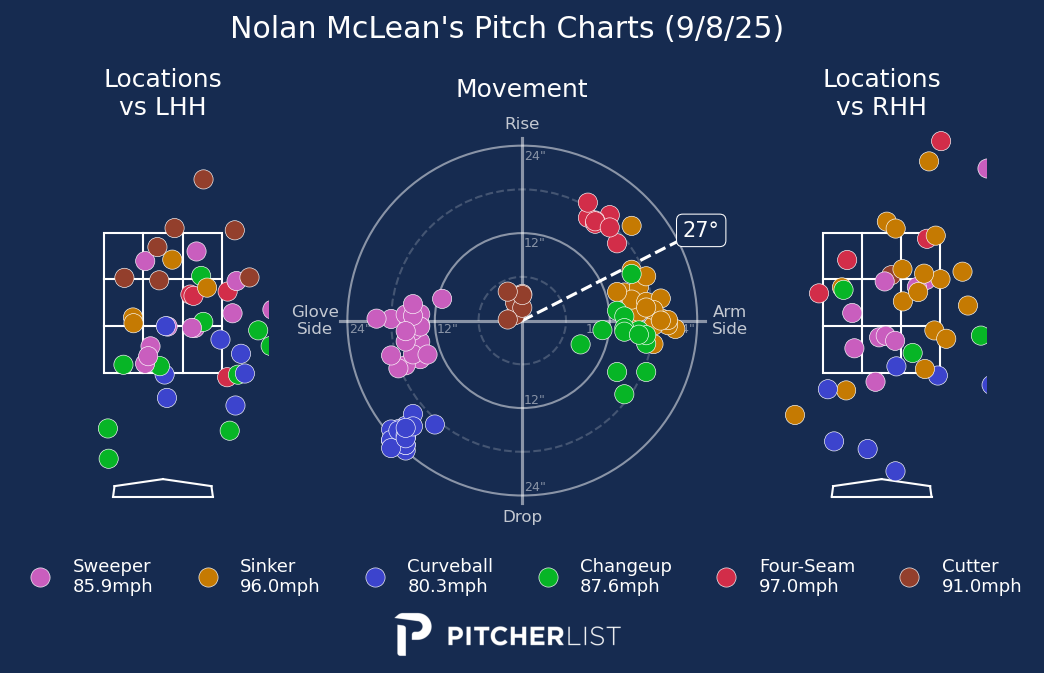 Nolan McLean's Pitch Charts (9/8/25)
Locations
vs LHH
Movement
Locations
vs RHH
Rise
24"
12"
27°
Glove
Side
24"
12"
Arm
Side
12"
24"
Drop
Sweeper
85.9mph
Sinker
96.0mph
Curveball
80.3mph
Changeup
87.6mph
Four-Seam
97.0mph
Cutter
91.0mph
PITCHERLIST